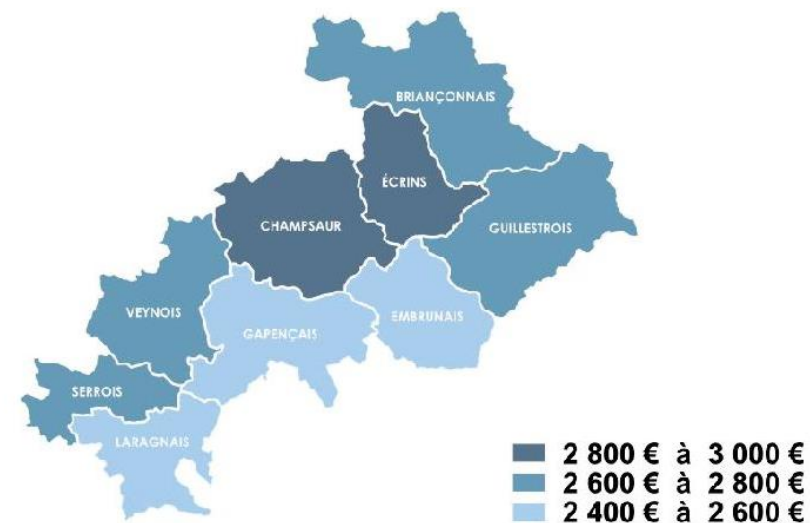 BRIANÇONNAIS
ÉCRINS
CHAMPSAUR
GUILLESTROIS
VEYNOIS
EMBRUNAIS
GAPENÇAIS
SERROIS
LARAGNAIS
2 800 € à 3 000 €
2 600 € à 2 800 €
2 400 € à 2 600 €